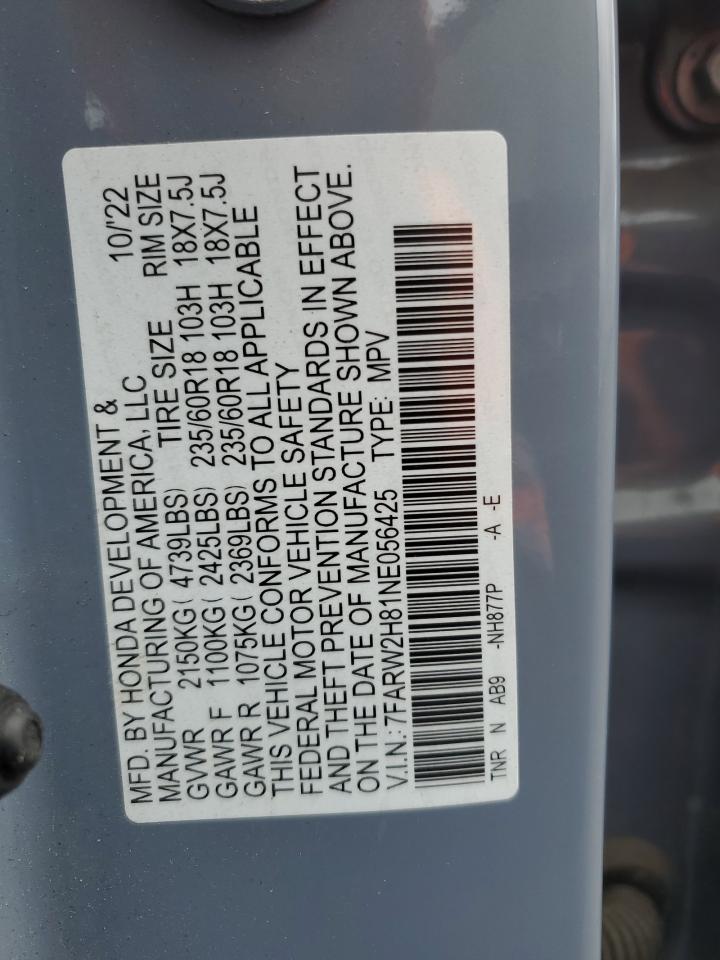 MFD. BY HONDA DEVELOPMENT & 10/'22
MANUFACTURING OF AMERICA, LLC
GVWR 2150KG( 4739LBS) TIRE SIZE RIM SIZE
GAWR F 1100KG( 2425LBS) 235/60R18 103H 18X7.5J
GAWR R 1075KG( 2369LBS) 235/60R18 103H 18X7.5J
THIS VEHICLE CONFORMS TO ALL APPLICABLE
FEDERAL MOTOR VEHICLE SAFETY
AND THEFT PREVENTION STANDARDS IN EFFECT
ON THE DATE OF MANUFACTURE SHOWN ABOVE.
V.I.N.: 7FARW2H81NE056425 TYPE: MPV
TNR N AB9 -NH877P -A -E